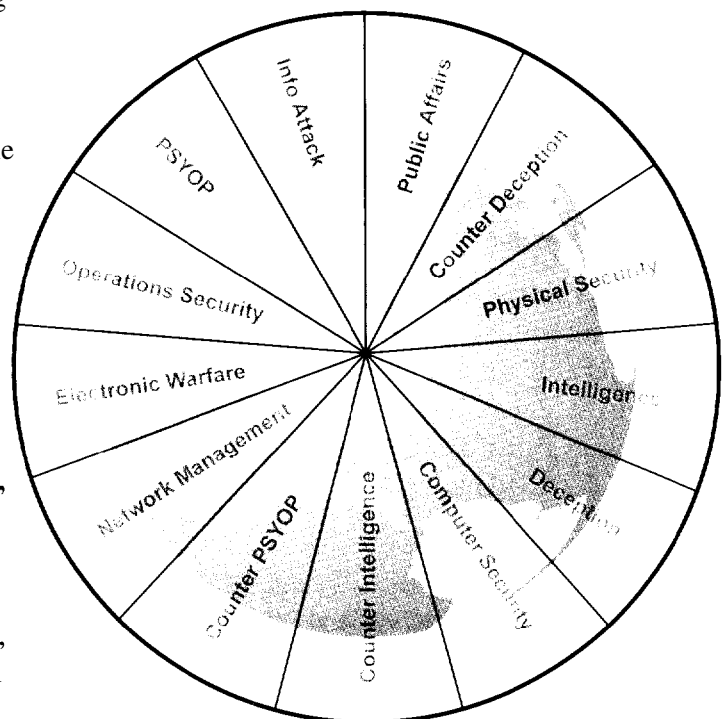 Info Attack
Public Affairs
Counter Deception
Physical Security
Intelligence
Deception
Computer Security
Counter Intelligence
Counter PSYOP
Network Management
Electronic Warfare
Operations Security
PSYOP